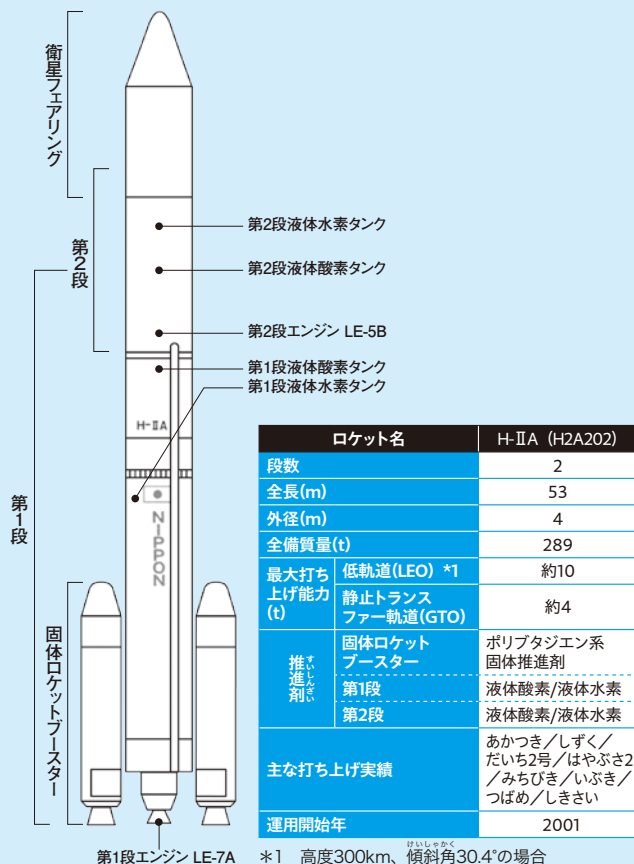 衛星フェアリング
第2段
第1段
固体ロケットブースター
第2段液体水素タンク
第2段液体酸素タンク
第2段エンジン LE-5B
第1段液体酸素タンク
第1段液体水素タンク
H-ⅡA
NIPPON
第1段エンジン LE-7A
ロケット名 H-ⅡA (H2A202)
段数 2
全長(m) 53
外径(m) 4
全備質量(t) 289
最大打ち
上げ能力
(t)
低軌道(LEO) *1 約10
静止トランス
ファー軌道(GTO)
約4
推進剤
すいしんざい
固体ロケット
ブースター
ポリブタジエン系
固体推進剤
第1段 液体酸素/液体水素
第2段 液体酸素/液体水素
主な打ち上げ実績
あかつき/しずく/
だいち2号/はやぶさ2
/みちびき/いぶき/
つばめ/しきさい
運用開始年 2001
けいしゃかく
*1 高度300km、傾斜角30.4°の場合